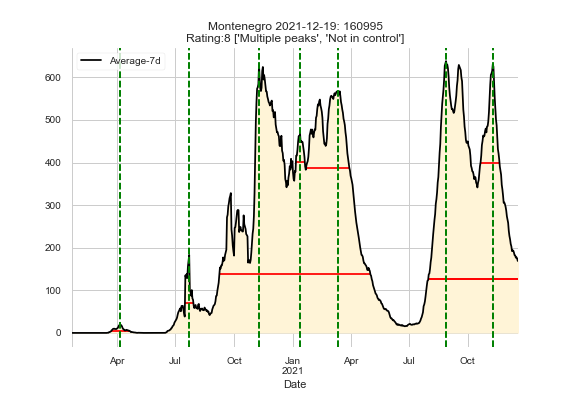 Montenegro 2021-12-19: 160995
Rating:8 ['Multiple peaks', 'Not in control']
Average-7d
600
500
400
300
200
100
0
Apr Jul Oct Jan Apr Jul Oct
2021
Date